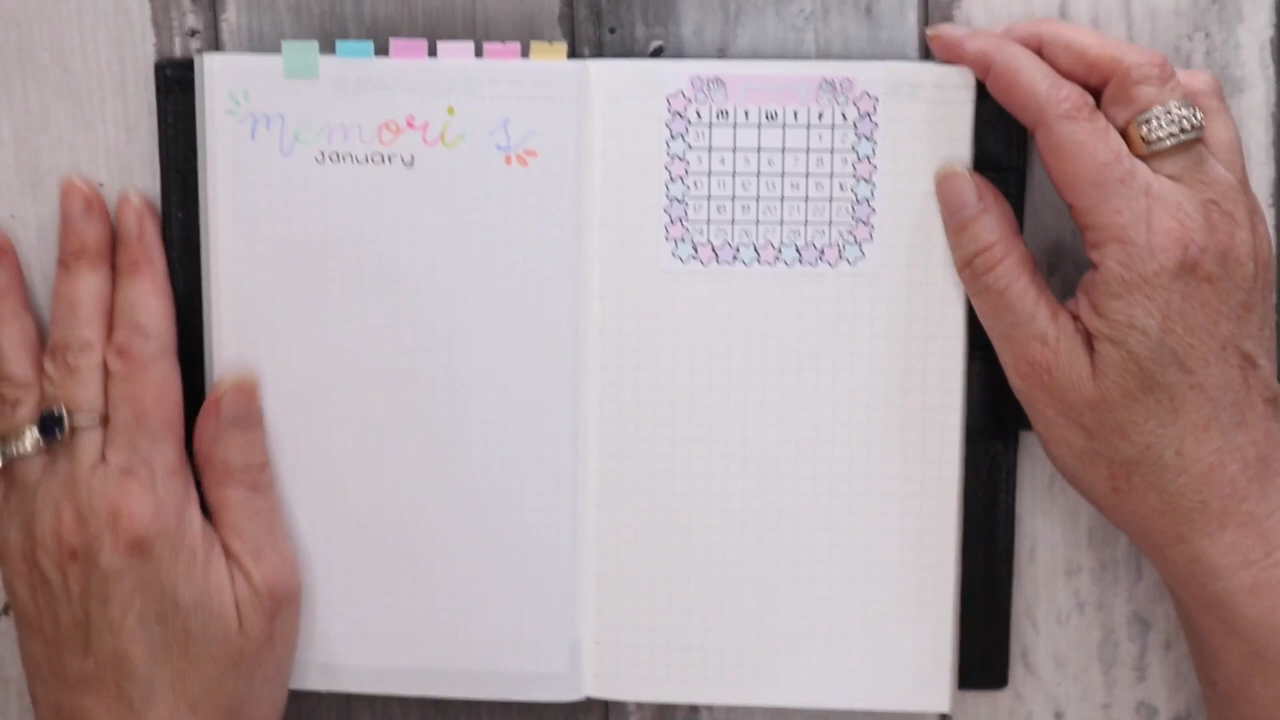 memories
january
S M T W T F S
31 1 2
3 4 5 6 7 8 9
10 11 12 13 14 15 16
17 18 19 20 21 22 23
24 25 26 27 28 29 30